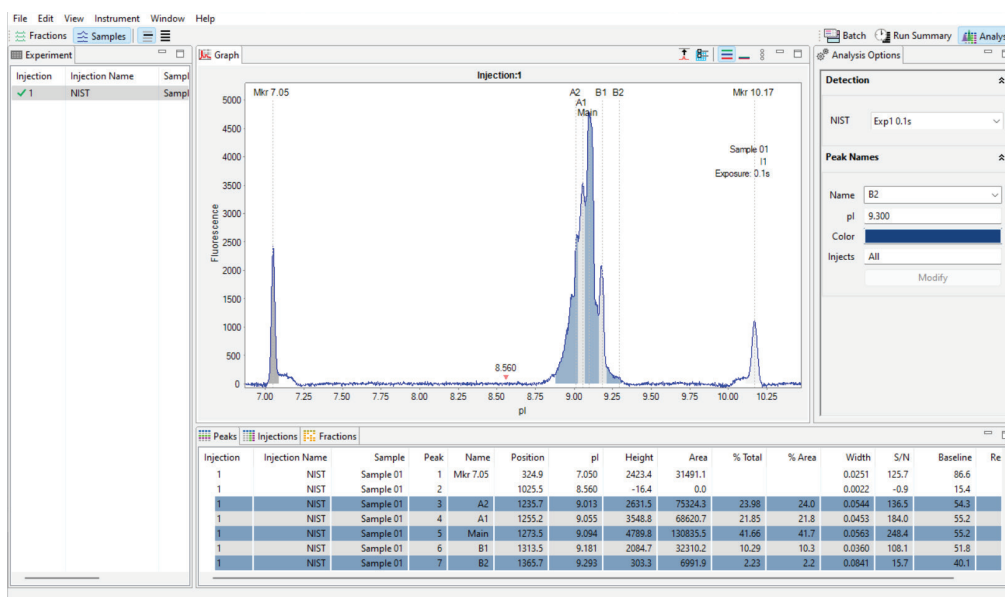 File Edit View Instrument Window Help
Fractions Samples Batch Run Summary Analys
Experiment
Injection Injection Name Sampl
1 NIST Sampl
Graph
Injection:1
Mkr 7.05 A2 B1 B2 Mkr 10.17
A1
Main
Sample 01
I1
Exposure: 0.1s
Fluorescence
5000
4500
4000
3500
3000
2500
2000
1500
1000
500
0
8.560
7.00 7.25 7.50 7.75 8.00 8.25 8.50 8.75 9.00 9.25 9.50 9.75 10.00 10.25
pI
Analysis Options
Detection
NIST Exp1 0.1s
Peak Names
Name B2
pI 9.300
Color
Injects All
Modify
Peaks Injections Fractions
Injection Injection Name Sample Peak Name Position pI Height Area % Total % Area Width S/N Baseline Re
1 NIST Sample 01 1 Mkr 7.05 324.9 7.050 2423.4 31491.1 0.0251 125.7 86.6
1 NIST Sample 01 2 1025.5 8.560 -16.4 0.0 0.0022 -0.9 15.4
1 NIST Sample 01 3 A2 1235.7 9.013 2631.5 75324.3 23.98 24.0 0.0544 136.5 54.3
1 NIST Sample 01 4 A1 1255.2 9.055 3548.8 68620.7 21.85 21.8 0.0453 184.0 55.2
1 NIST Sample 01 5 Main 1273.5 9.094 4789.8 130835.5 41.66 41.7 0.0563 248.4 55.2
1 NIST Sample 01 6 B1 1313.5 9.181 2084.7 32310.2 10.29 10.3 0.0360 108.1 51.8
1 NIST Sample 01 7 B2 1365.7 9.293 303.3 6991.9 2.23 2.2 0.0841 15.7 40.1